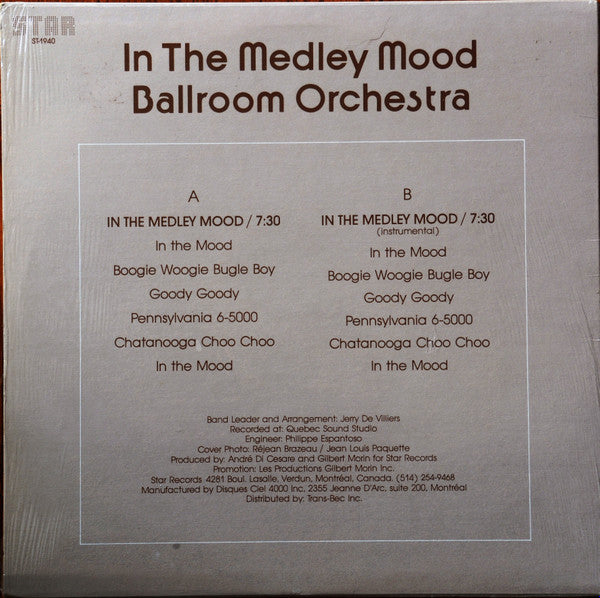 STAR
ST-1940
In The Medley Mood
Ballroom Orchestra
A
IN THE MEDLEY MOOD / 7:30
In the Mood
Boogie Woogie Bugle Boy
Goody Goody
Pennsylvania 6-5000
Chatanooga Choo Choo
In the Mood
B
IN THE MEDLEY MOOD / 7:30
(instrumental)
In the Mood
Boogie Woogie Bugle Boy
Goody Goody
Pennsylvania 6-5000
Chatanooga Choo Choo
In the Mood
Band Leader and Arrangement: Jerry De Villiers
Recorded at: Quebec Sound Studio
Engineer: Philippe Espantoso
Cover Photo: Réjean Brazeau / Jean Louis Paquette
Produced by: André Di Cesare and Gilbert Morin for Star Records
Promotion: Les Productions Gilbert Morin Inc.
Star Records 4281 Boul. Lasalle, Verdun, Montréal, Canada. (514) 254-9468
Manufactured by Disques Ciel 4000 Inc. 2355 Jeanne D'Arc, suite 200, Montréal
Distributed by: Trans-Bec Inc.